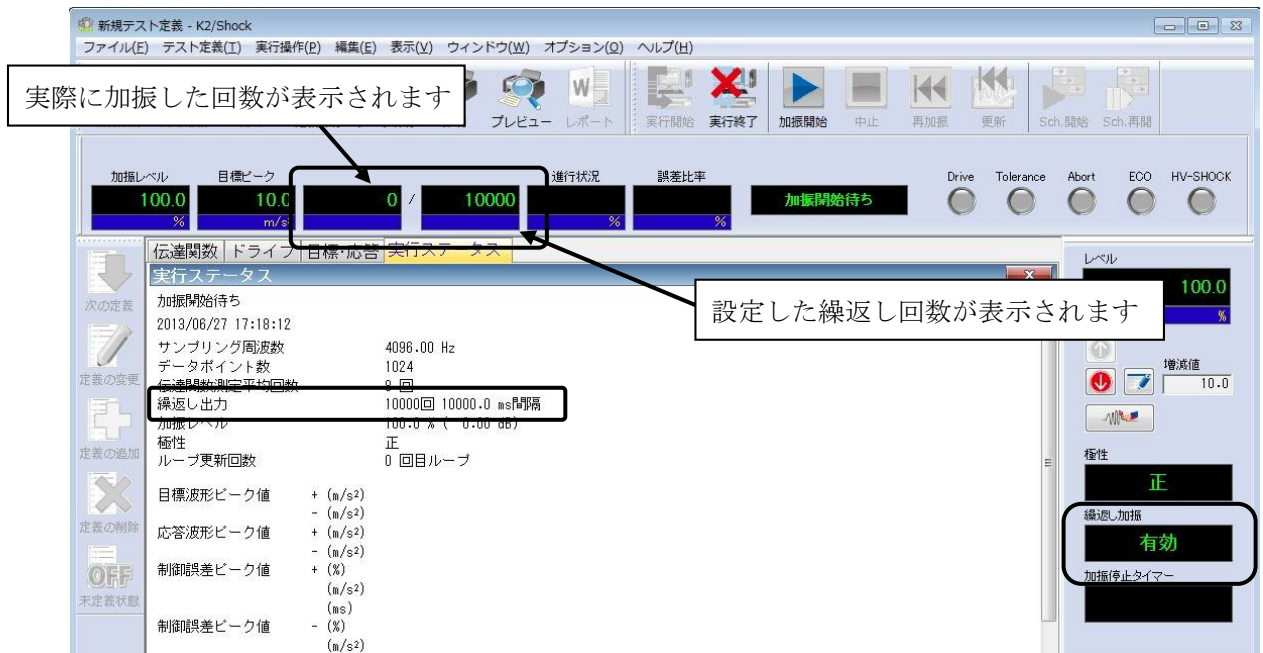 新規テスト定義 - K2/Shock
ファイル(F) テスト定義(T) 実行操作(P) 編集(E) 表示(V) ウィンドウ(W) オプション(O) ヘルプ(H)
実際に加振した回数が表示されます
プレビュー レポート 実行開始 実行終了 加振開始 中止 再加振 更新 Sch.開始 Sch.再開
加振レベル 目標ピーク 進行状況 誤差比率 Drive Tolerance Abort ECO HV-SHOCK
100.0 10.0 0 / 10000 加振開始待ち
% m/s % %
伝達関数 ドライブ 目標・応答 実行ステータス
実行ステータス
加振開始待ち
2013/06/27 17:18:12
サンプリング周波数 4096.00 Hz
データポイント数 1024
伝達関数測定平均回数 8 回
繰返し出力 10000回 10000.0 ms間隔
加振レベル 100.0 % ( 0.00 dB)
極性 正
ループ更新回数 0 回目ループ
目標波形ピーク値 + (m/s²)
- (m/s²)
応答波形ピーク値 + (m/s²)
- (m/s²)
制御誤差ピーク値 + (%)
(m/s²)
(ms)
制御誤差ピーク値 - (%)
(m/s²)
設定した繰返し回数が表示されます
次の定義
定義の変更
定義の追加
定義の削除
OFF
未定義状態
レベル
100.0
%
増減値
10.0
極性
正
繰返し加振
有効
加振停止タイマー